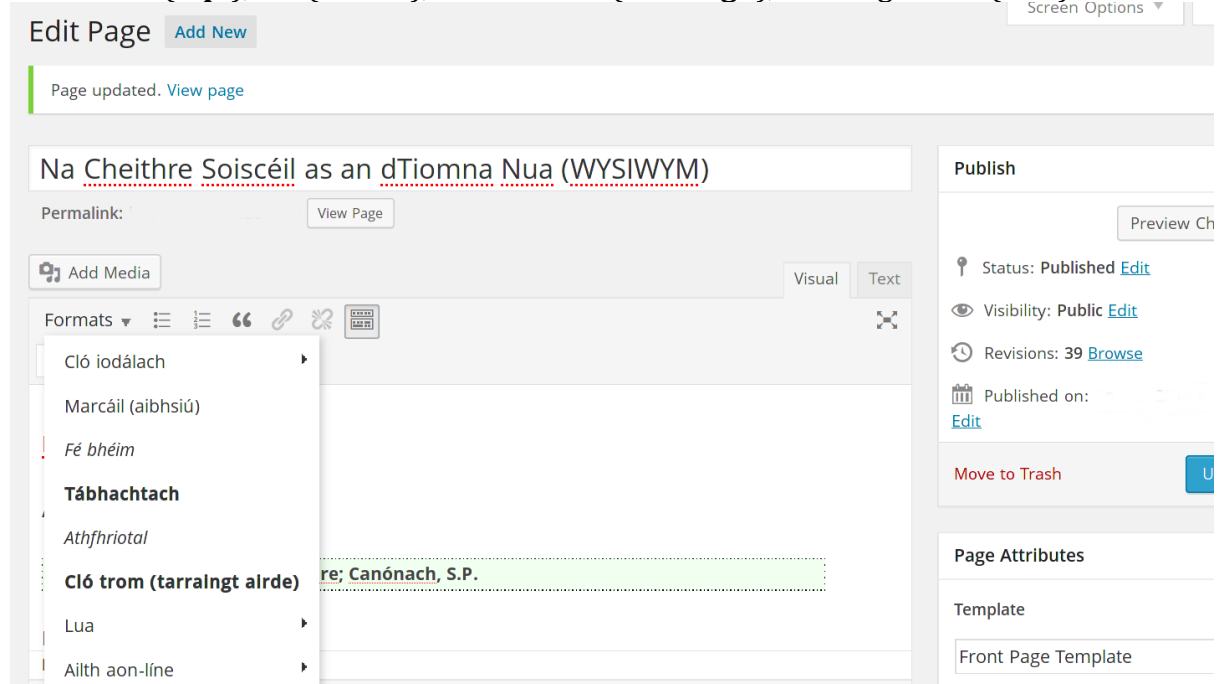 Screen Options
Edit Page Add New
Page updated. View page
Na Cheithre Soiscéil as an dTiomna Nua (WYSIWYM)
Permalink: View Page
Add Media
Visual Text
Formats
Cló iodálach
Marcáil (aibhsiú)
Fé bhéim
Tábhachtach
Athfhriotal
Cló trom (tarraingt airde)
re; Canónach, S.P.
Lua
Ailth aon-líne
Publish
Preview Ch
Status: Published Edit
Visibility: Public Edit
Revisions: 39 Browse
Published on:
Edit
Move to Trash
U
Page Attributes
Template
Front Page Template